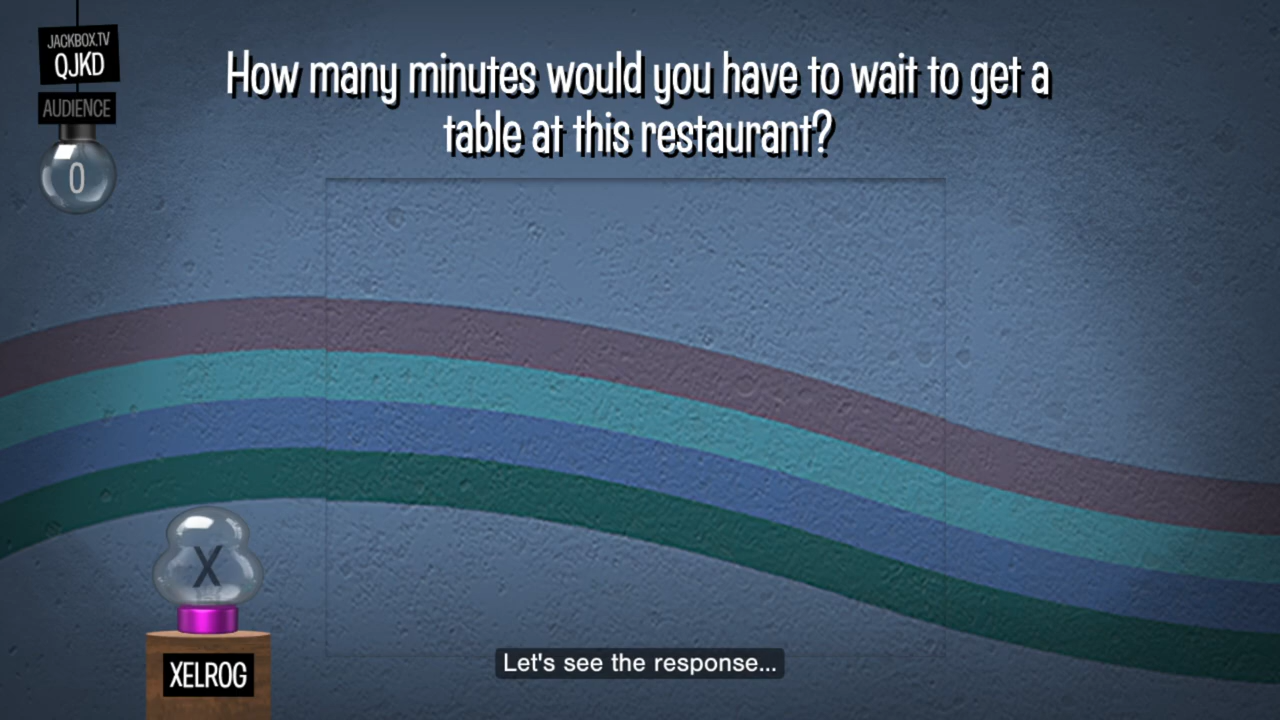 JACKBOX.TV
QJKD
AUDIENCE
0
How many minutes would you have to wait to get a
table at this restaurant?
X
XELROG
Let's see the response...